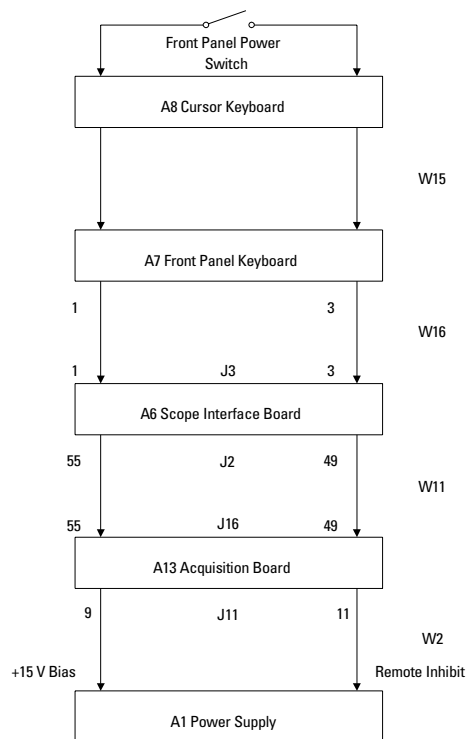 Front Panel Power
Switch
A8 Cursor Keyboard
W15
A7 Front Panel Keyboard
1
3
W16
1
J3
3
A6 Scope Interface Board
55
J2
49
W11
55
J16
49
A13 Acquisition Board
9
J11
11
W2
+15 V Bias
Remote Inhibit
A1 Power Supply